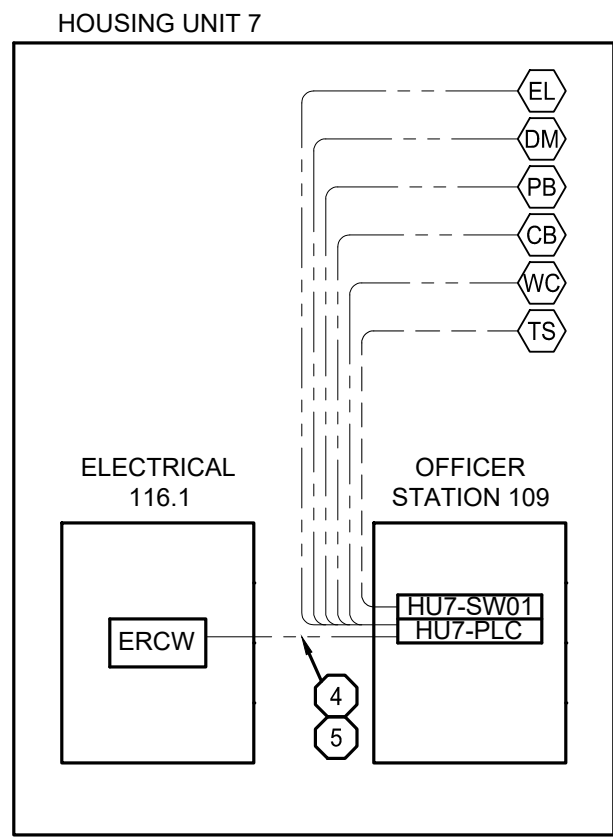 HOUSING UNIT 7
EL
DM
PB
CB
WC
TS
ELECTRICAL
116.1
OFFICER
STATION 109
HU7-SW01
HU7-PLC
ERCW
4
5